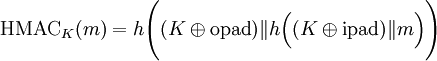 HMAC_K(m) = h((K ⊕ opad)∥h((K ⊕ ipad)∥m))